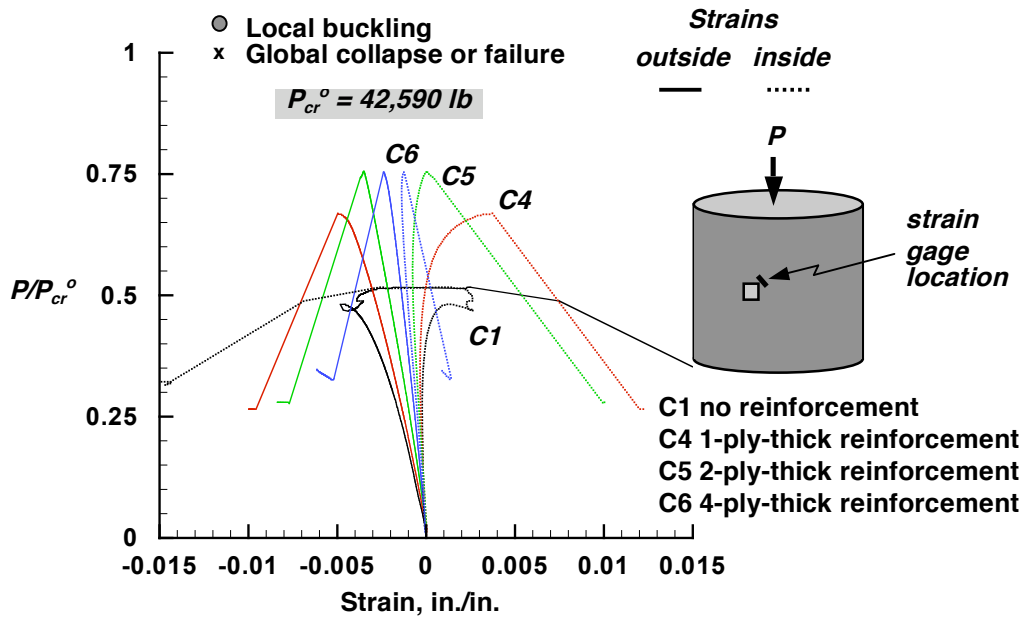 Local buckling
x Global collapse or failure
P_cr^o = 42,590 lb
Strains
outside inside
P
strain
gage
location
C6
C5
C4
C1
P/P_cr^o
1
0.75
0.5
0.25
0
-0.015 -0.01 -0.005 0 0.005 0.01 0.015
Strain, in./in.
C1 no reinforcement
C4 1-ply-thick reinforcement
C5 2-ply-thick reinforcement
C6 4-ply-thick reinforcement